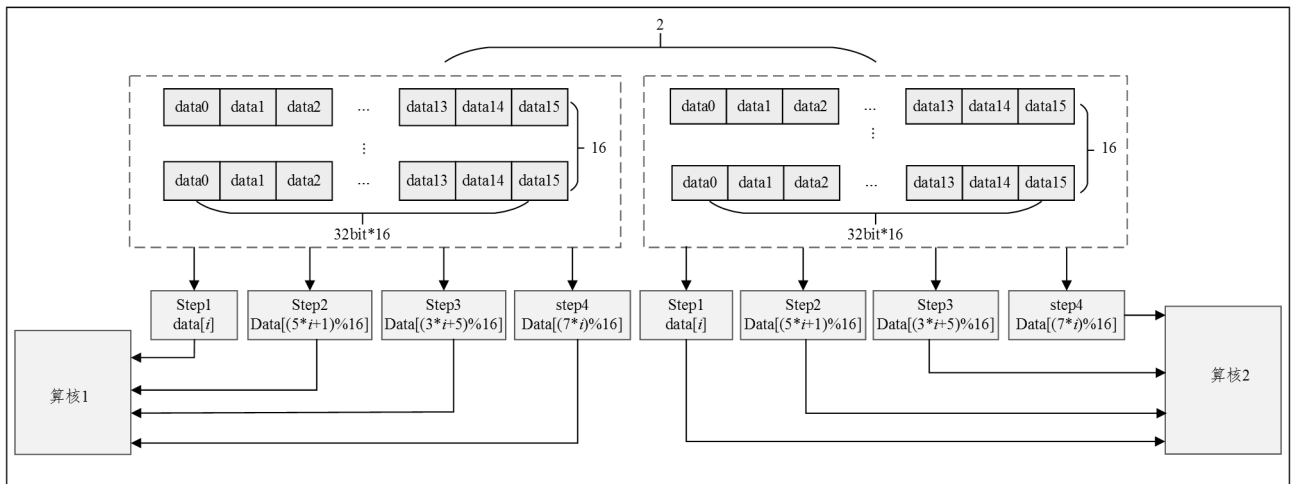 2
data0 data1 data2 … data13 data14 data15
data0 data1 data2 … data13 data14 data15
⋮ 16
⋮ 16
data0 data1 data2 … data13 data14 data15
data0 data1 data2 … data13 data14 data15
32bit*16
32bit*16
Step1
data[i]
Step2
Data[(5*i+1)%16]
Step3
Data[(3*i+5)%16]
step4
Data[(7*i)%16]
Step1
data[i]
Step2
Data[(5*i+1)%16]
Step3
Data[(3*i+5)%16]
step4
Data[(7*i)%16]
算核1
算核2